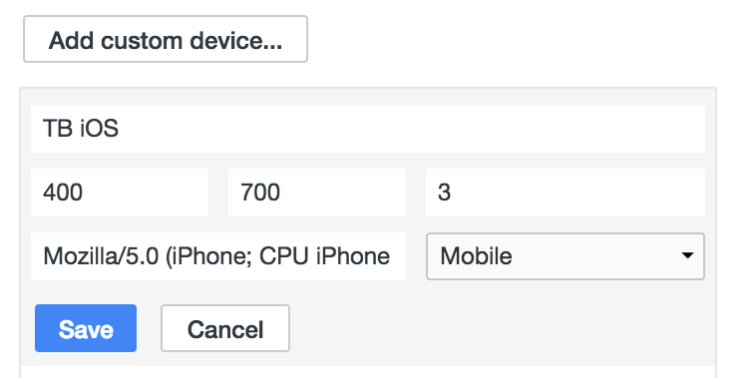 Add custom device...
TB iOS
400 700 3
Mozilla/5.0 (iPhone; CPU iPhone Mobile
Save Cancel